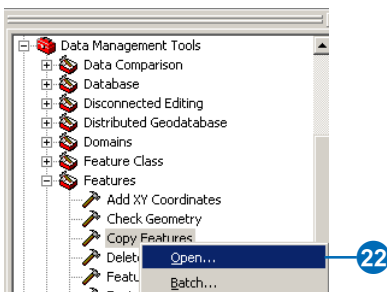 Data Management Tools
Data Comparison
Database
Disconnected Editing
Distributed Geodatabase
Domains
Feature Class
Features
Add XY Coordinates
Check Geometry
Copy Features
Open...
22
Batch...